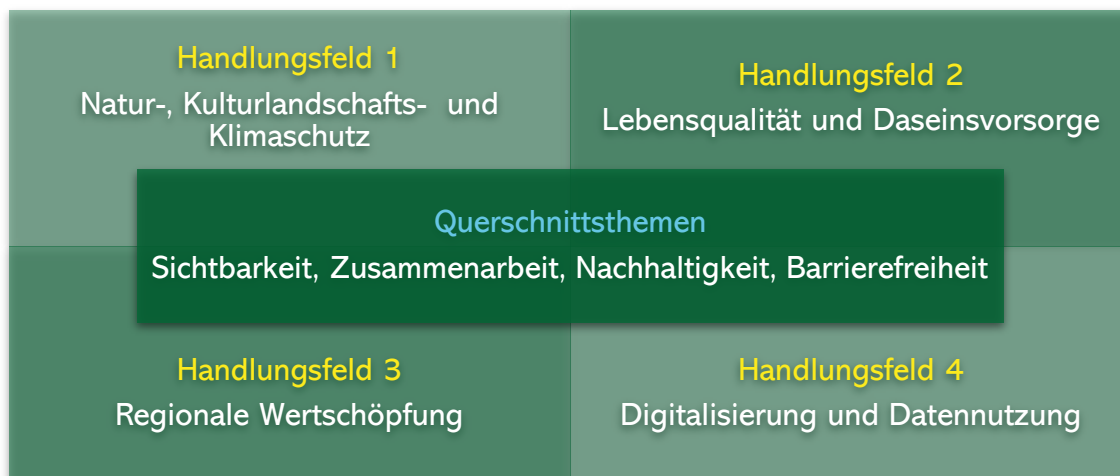 Handlungsfeld 1
Natur-, Kulturlandschafts- und
Klimaschutz
Handlungsfeld 2
Lebensqualität und Daseinsvorsorge
Querschnittsthemen
Sichtbarkeit, Zusammenarbeit, Nachhaltigkeit, Barrierefreiheit
Handlungsfeld 3
Regionale Wertschöpfung
Handlungsfeld 4
Digitalisierung und Datennutzung